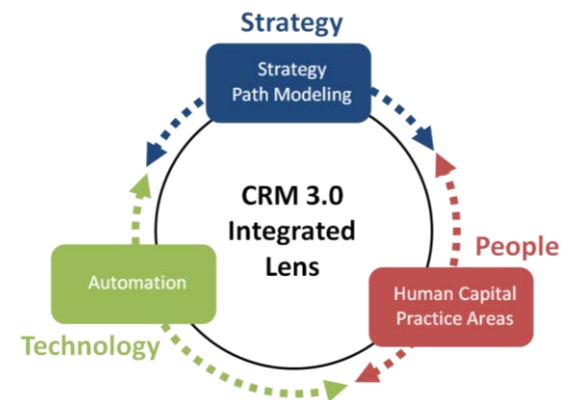 Strategy
Strategy
Path Modeling
CRM 3.0
Integrated
Lens
People
Automation
Human Capital
Practice Areas
Technology